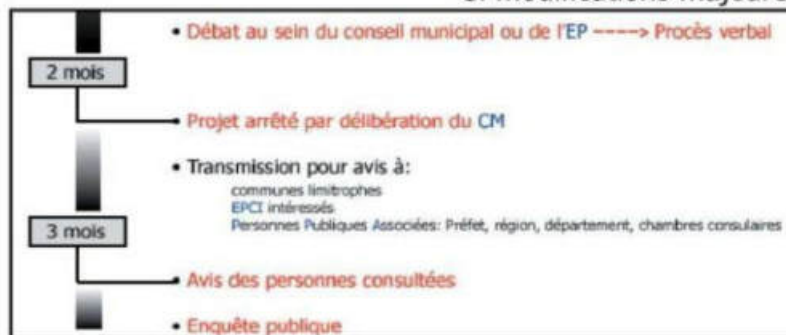 • Débat au sein du conseil municipal ou de l'EP ----> Procès verbal
2 mois
• Projet arrêté par délibération du CM
• Transmission pour avis à:
communes limitrophes
EPCI intéressés
Personnes Publiques Associées: Préfet, région, département, chambres consulaires
3 mois
• Avis des personnes consultées
• Enquête publique